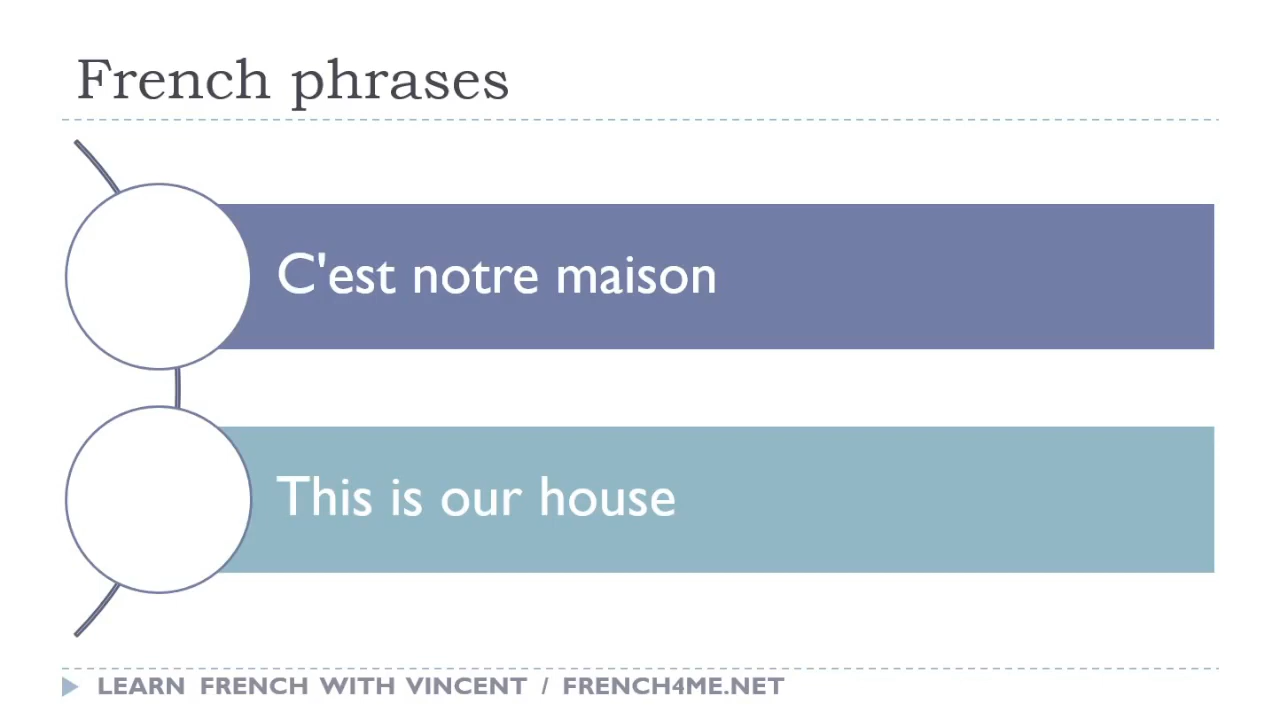 French phrases
C'est notre maison
This is our house
LEARN FRENCH WITH VINCENT / FRENCH4ME.NET